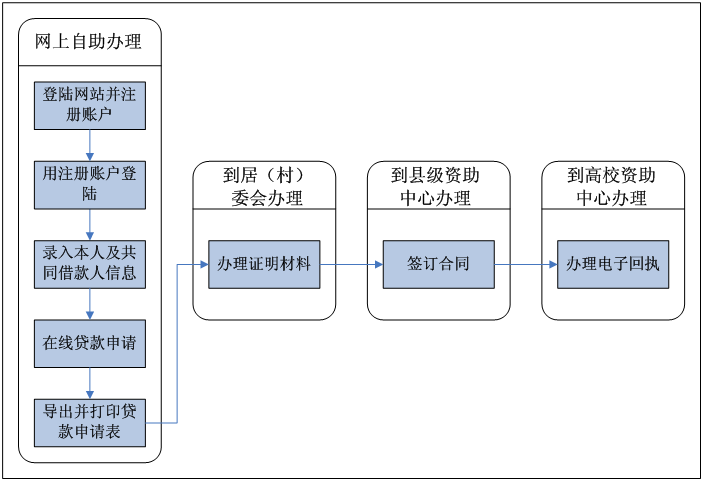 网上自助办理
登陆网站并注
册账户
用注册账户登
陆
录入本人及共
同借款人信息
在线贷款申请
导出并打印贷
款申请表
到居（村）
委会办理
办理证明材料
到县级资助
中心办理
签订合同
到高校资助
中心办理
办理电子回执